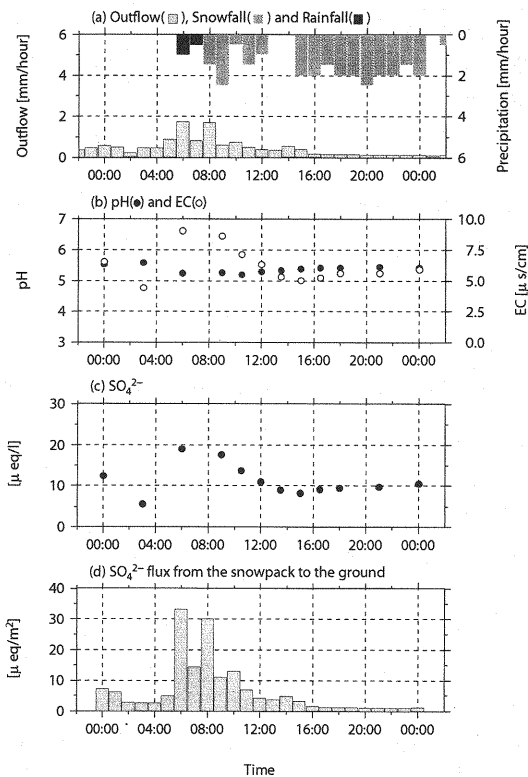 (a) Outflow( ), Snowfall( ) and Rainfall( )
Outflow [mm/hour]
6
4
2
0
0
2
4
6
Precipitation [mm/hour]
00:00 04:00 08:00 12:00 16:00 20:00 00:00
(b) pH(●) and EC(○)
pH
7
6
5
4
3
10.0
7.5
5.0
2.5
0.0
EC [μ s/cm]
00:00 04:00 08:00 12:00 16:00 20:00 00:00
(c) SO₄²⁻
[μ eq/l]
30
20
10
0
00:00 04:00 08:00 12:00 16:00 20:00 00:00
(d) SO₄²⁻ flux from the snowpack to the ground
[μ eq/m²]
40
30
20
10
0
00:00 04:00 08:00 12:00 16:00 20:00 00:00
Time